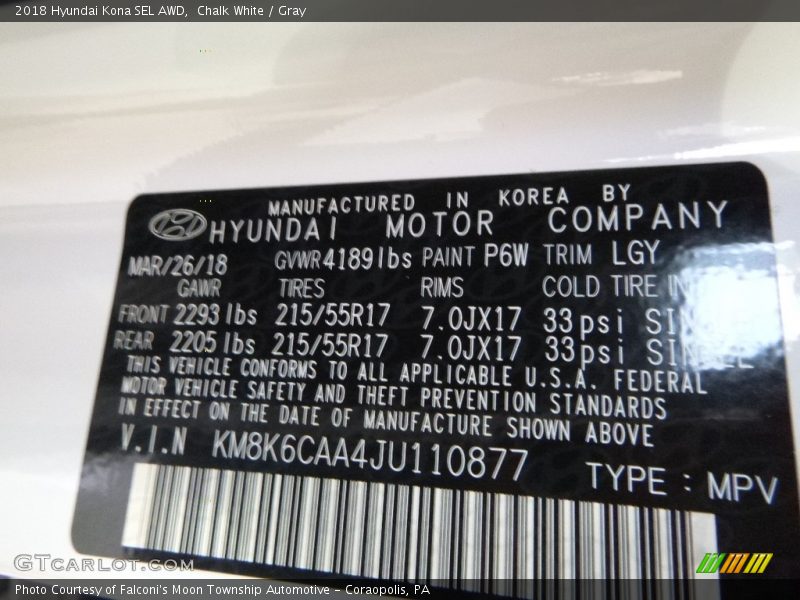 2018 Hyundai Kona SEL AWD,  Chalk White / Gray
MANUFACTURED IN KOREA BY
HYUNDAI MOTOR COMPANY
MAR/26/18 GVWR 4189lbs PAINT P6W TRIM LGY
GAWR TIRES RIMS COLD TIRE
FRONT 2293 lbs 215/55R17 7.0JX17 33psi
REAR 2205 lbs 215/55R17 7.0JX17 33psi
THIS VEHICLE CONFORMS TO ALL APPLICABLE U.S.A. FEDERAL
MOTOR VEHICLE SAFETY AND THEFT PREVENTION STANDARDS
IN EFFECT ON THE DATE OF MANUFACTURE SHOWN ABOVE
V.I.N KM8K6CAA4JU110877 TYPE : MPV
GTCARLOT.COM
Photo Courtesy of Falconi's Moon Township Automotive – Coraopolis, PA